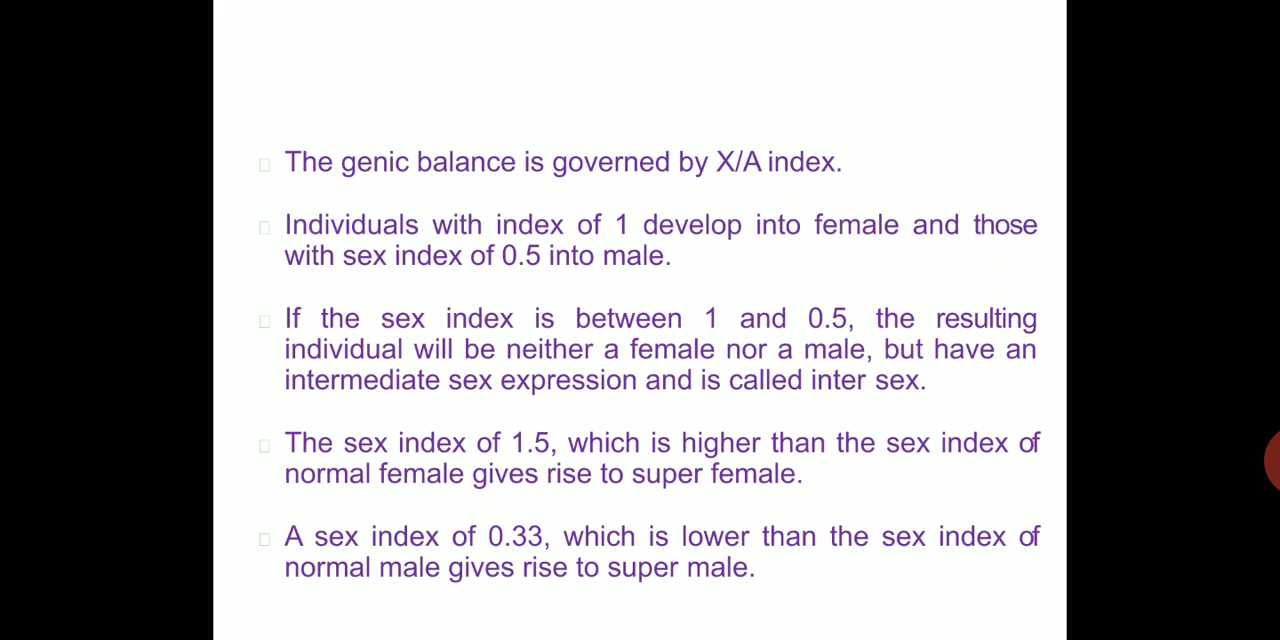 The genic balance is governed by X/A index.
Individuals with index of 1 develop into female and those
with sex index of 0.5 into male.
If the sex index is between 1 and 0.5, the resulting
individual will be neither a female nor a male, but have an
intermediate sex expression and is called inter sex.
The sex index of 1.5, which is higher than the sex index of
normal female gives rise to super female.
A sex index of 0.33, which is lower than the sex index of
normal male gives rise to super male.